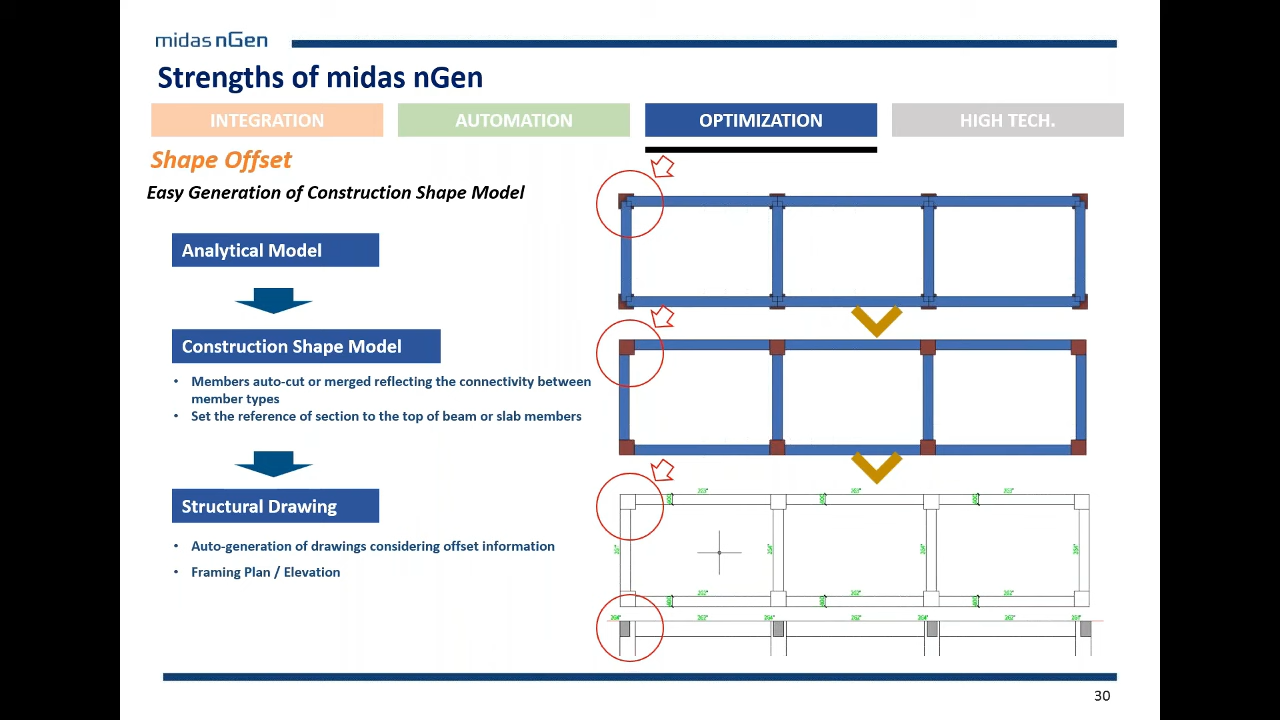 midas nGen
Strengths of midas nGen
INTEGRATION
AUTOMATION
OPTIMIZATION
HIGH TECH.
Shape Offset
Easy Generation of Construction Shape Model
Analytical Model
Construction Shape Model
• Members auto-cut or merged reflecting the connectivity between
member types
• Set the reference of section to the top of beam or slab members
Structural Drawing
• Auto-generation of drawings considering offset information
• Framing Plan / Elevation
30